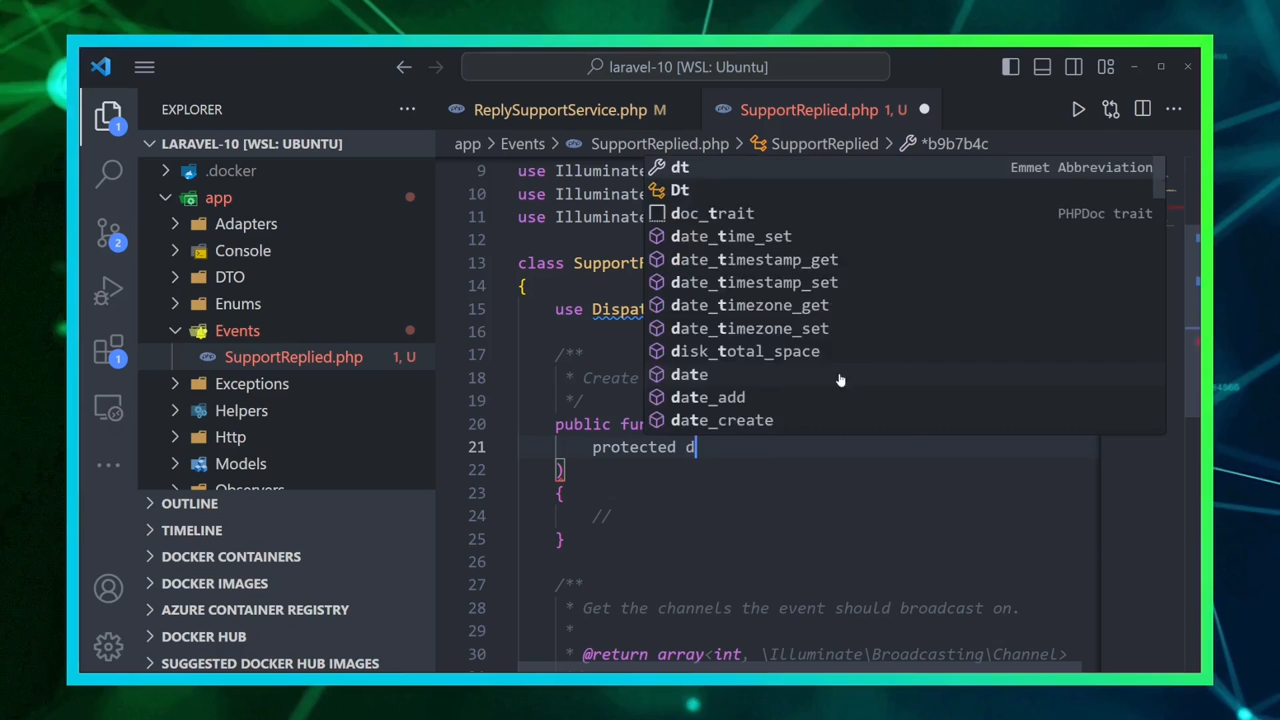 laravel-10 [WSL: Ubuntu]
EXPLORER
ReplySupportService.php M
SupportReplied.php 1, U
LARAVEL-10 [WSL: UBUNTU]
app > Events > SupportReplied.php > SupportReplied > *b9b7b4c
.docker
app
Adapters
Console
DTO
Enums
Events
SupportReplied.php 1, U
Exceptions
Helpers
Http
Models
Observers
OUTLINE
TIMELINE
DOCKER CONTAINERS
DOCKER IMAGES
AZURE CONTAINER REGISTRY
DOCKER HUB
SUGGESTED DOCKER HUB IMAGES
1
2
1
9 use Illuminate
10 use Illuminate
11 use Illuminate
12
13 class SupportR
14 {
15 use Dispat
16
17 /**
18 * Create
19 */
20 public fun
21 protected d
22 )
23 {
24 //
25 }
26
27 /**
28 * Get the channels the event should broadcast on.
29 *
30 * @return array<int, \Illuminate\Broadcasting\Channel>
dt Emmet Abbreviation
Dt
doc_trait PHPDoc trait
date_time_set
date_timestamp_get
date_timestamp_set
date_timezone_get
date_timezone_set
disk_total_space
date
date_add
date_create